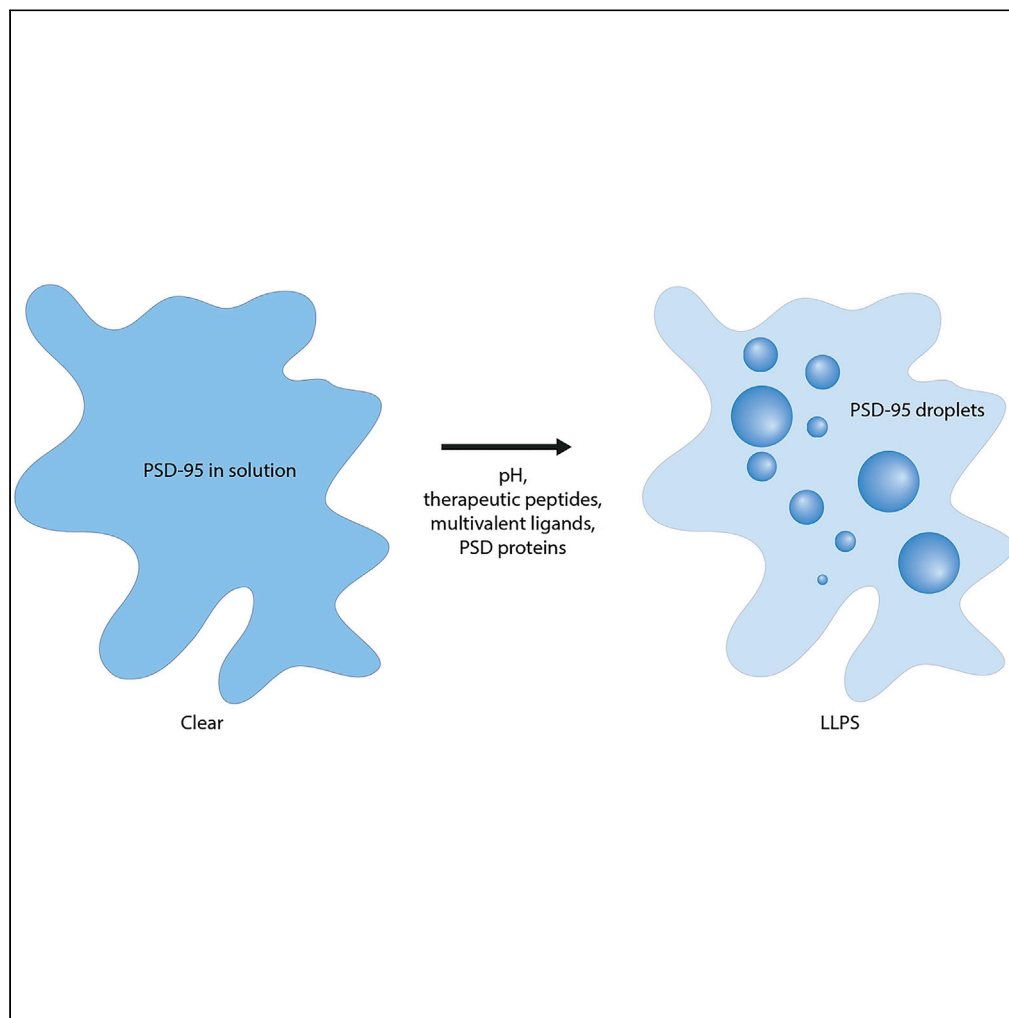 PSD-95 in solution
pH,
therapeutic peptides,
multivalent ligands,
PSD proteins
PSD-95 droplets
Clear
LLPS